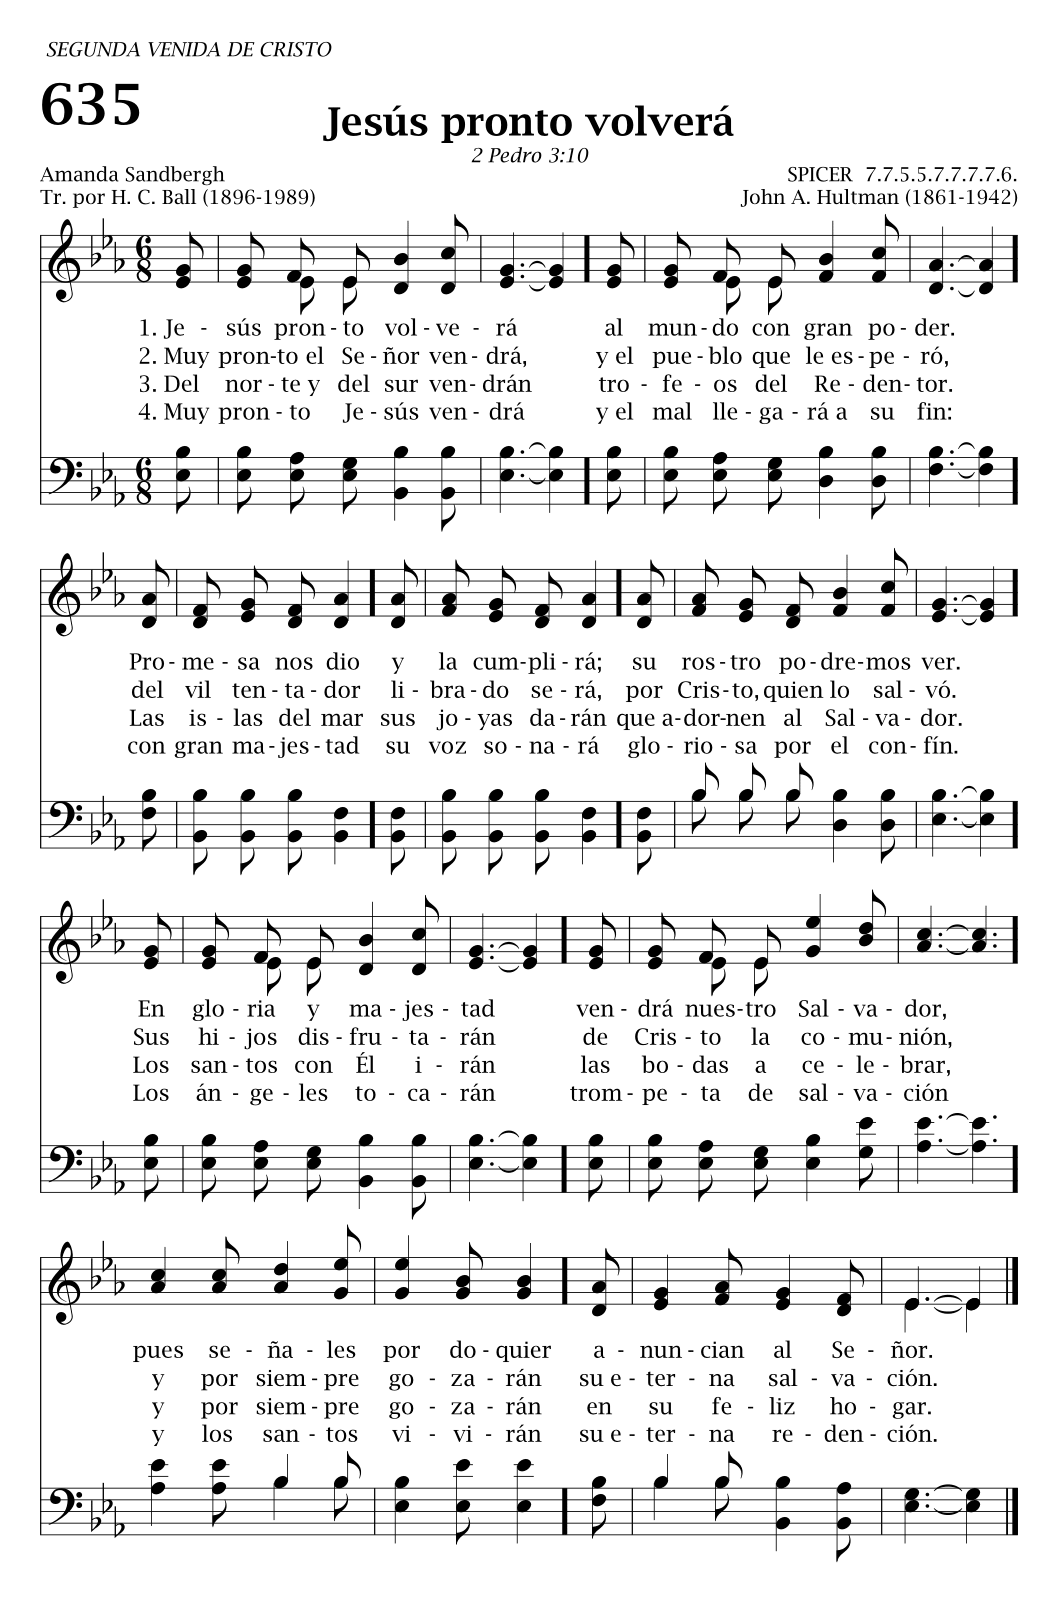 SEGUNDA VENIDA DE CRISTO
635
Jesús pronto volverá
2 Pedro 3:10
Amanda Sandbergh
SPICER 7.7.5.5.7.7.7.7.6.
Tr. por H. C. Ball (1896-1989)
John A. Hultman (1861-1942)
6 8
1. Je - sús pron - to vol - ve - rá al mun - do con gran po - der.
2. Muy pron - to el Se - ñor ven - drá, y el pue - blo que le es - pe - ró,
3. Del nor - te y del sur ven - drán tro - fe - os del Re - den - tor.
4. Muy pron - to Je - sús ven - drá y el mal lle - ga - rá a su fin:
6 8
Pro - me - sa nos dio y la cum - pli - rá; su ros - tro po - dre - mos ver.
del vil ten - ta - dor li - bra - do se - rá, por Cris - to, quien lo sal - vó.
Las is - las del mar sus jo - yas da - rán que a - dor - nen al Sal - va - dor.
con gran ma - jes - tad su voz so - na - rá glo - rio - sa por el con - fín.
En glo - ria y ma - jes - tad ven - drá nues - tro Sal - va - dor,
Sus hi - jos dis - fru - ta - rán de Cris - to la co - mu - nión,
Los san - tos con Él i - rán las bo - das a ce - le - brar,
Los án - ge - les to - ca - rán trom - pe - ta de sal - va - ción
pues se - ña - les por do - quier a - nun - cian al Se - ñor.
y por siem - pre go - za - rán su e - ter - na sal - va - ción.
y por siem - pre go - za - rán en su fe - liz ho - gar.
y los san - tos vi - vi - rán su e - ter - na re - den - ción.